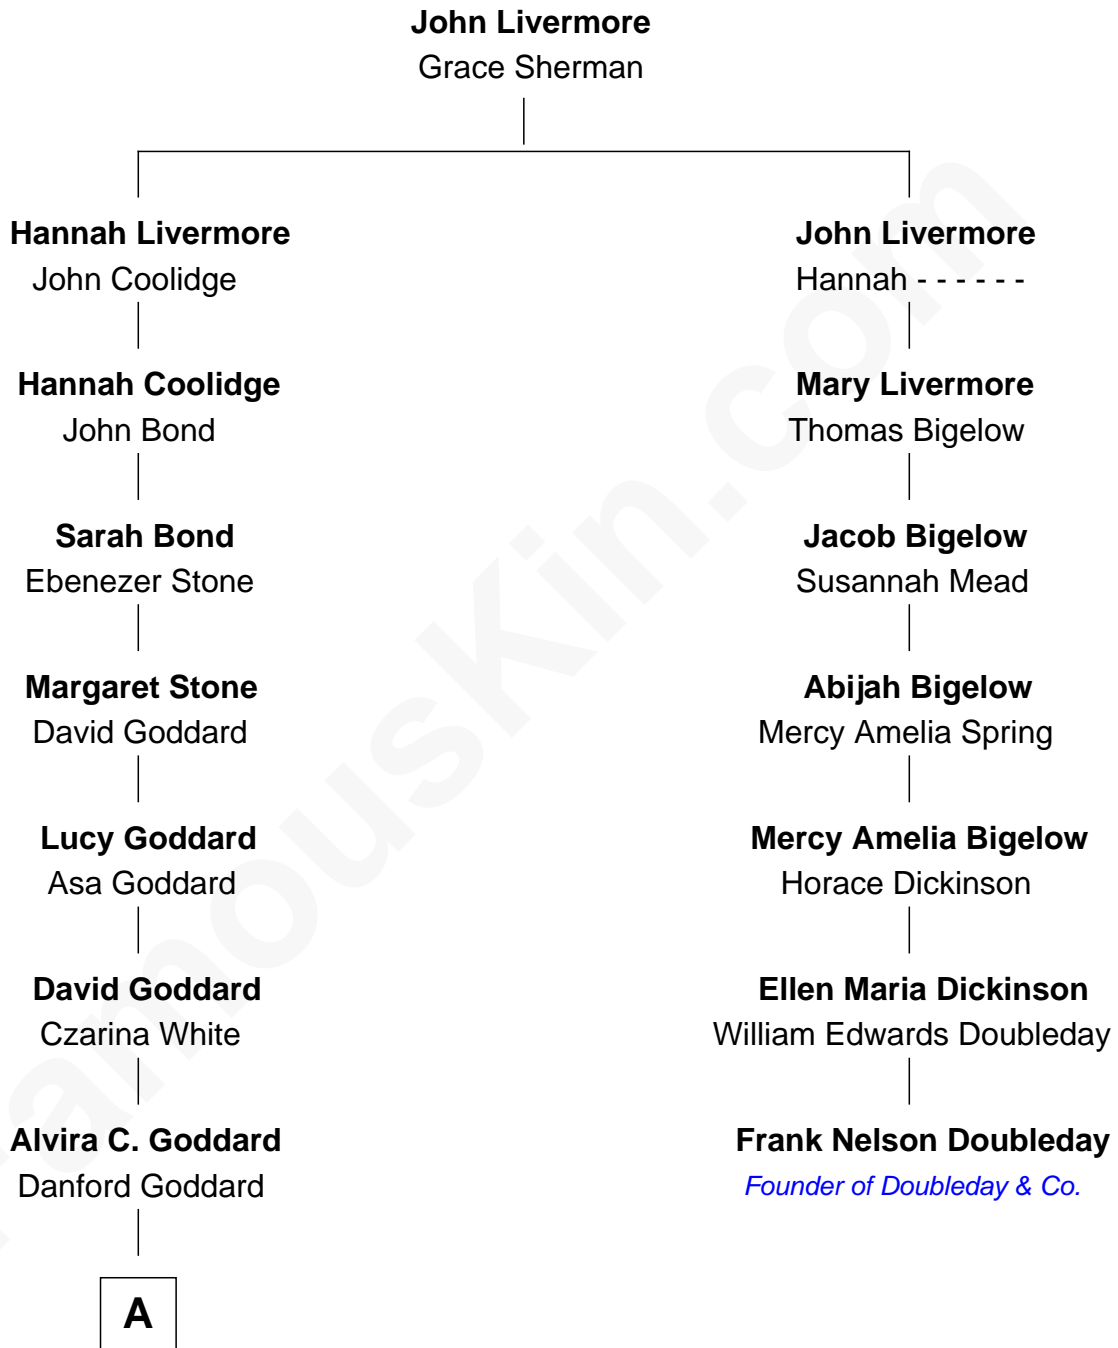 John Livermore
Grace Sherman
Hannah Livermore
John Coolidge
John Livermore
Hannah - - - - - -
Hannah Coolidge
John Bond
Mary Livermore
Thomas Bigelow
Sarah Bond
Ebenezer Stone
Jacob Bigelow
Susannah Mead
Margaret Stone
David Goddard
Abijah Bigelow
Mercy Amelia Spring
Lucy Goddard
Asa Goddard
Mercy Amelia Bigelow
Horace Dickinson
David Goddard
Czarina White
Ellen Maria Dickinson
William Edwards Doubleday
Alvira C. Goddard
Danford Goddard
Frank Nelson Doubleday
Founder of Doubleday & Co.
A
FamousKin.com